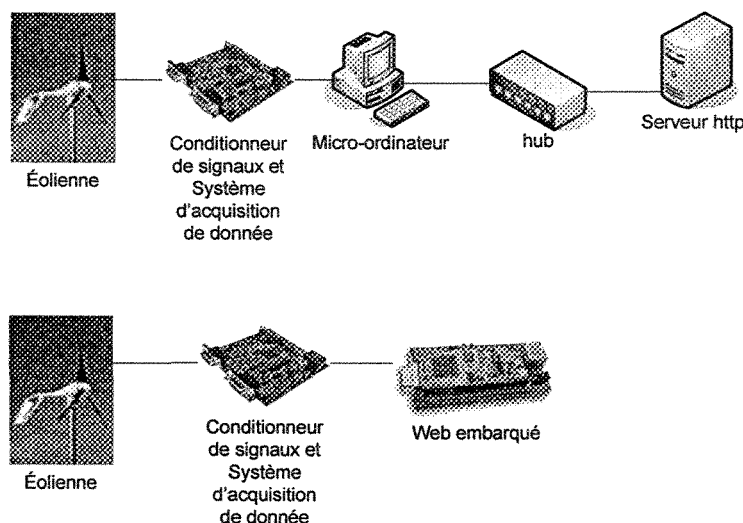 Éolienne
Conditionneur
de signaux et
Système
d'acquisition
de donnée
Micro-ordinateur
hub
Serveur http
Éolienne
Conditionneur
de signaux et
Système
d'acquisition
de donnée
Web embarqué